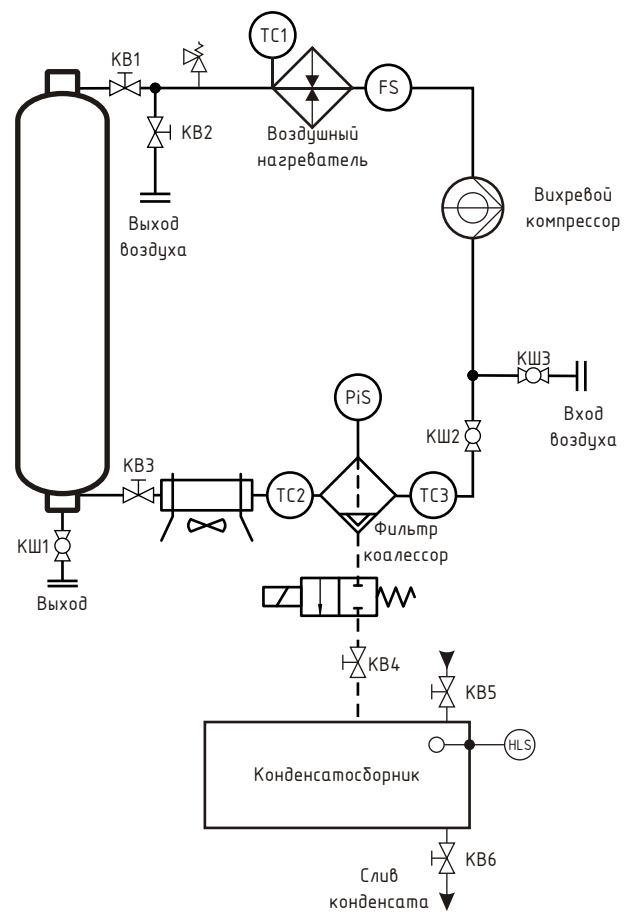 TC1
КВ1
FS
КВ2
Воздушный
нагреватель
Вихревой
компрессор
Выход
воздуха
КШ3
PiS
Вход
воздуха
КШ2
КВ3
TC2
TC3
Фильтр
коалессор
КШ1
Выход
КВ4
КВ5
HLS
Конденсатосборник
КВ6
Слив
конденсата